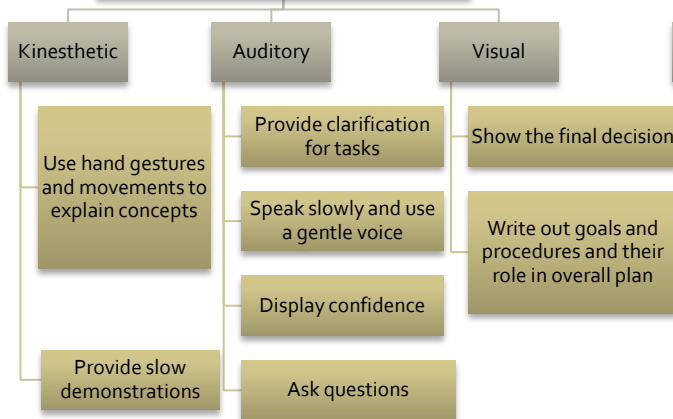 Kinesthetic
Use hand gestures
and movements to
explain concepts
Provide slow
demonstrations
Auditory
Provide clarification
for tasks
Speak slowly and use
a gentle voice
Display confidence
Ask questions
Visual
Show the final decision
Write out goals and
procedures and their
role in overall plan